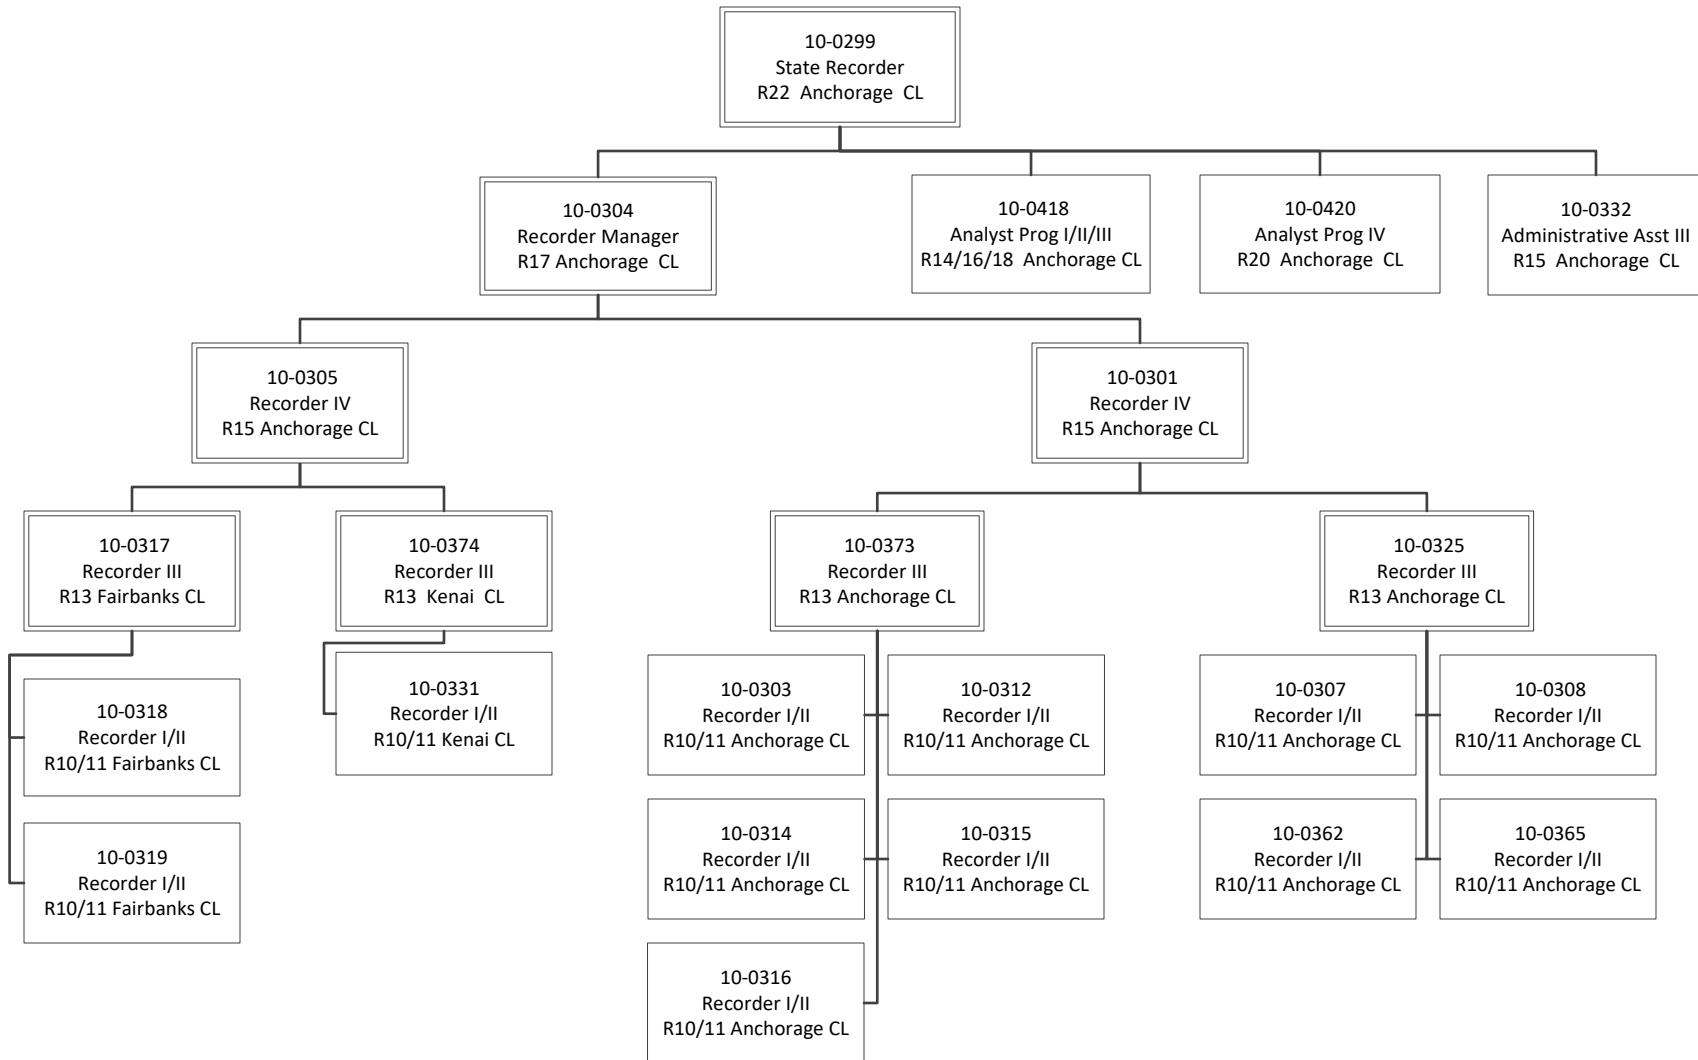 10-0299
State Recorder
R22 Anchorage CL
10-0304
Recorder Manager
R17 Anchorage CL
10-0418
Analyst Prog I/II/III
R14/16/18 Anchorage CL
10-0420
Analyst Prog IV
R20 Anchorage CL
10-0332
Administrative Asst III
R15 Anchorage CL
10-0305
Recorder IV
R15 Anchorage CL
10-0301
Recorder IV
R15 Anchorage CL
10-0317
Recorder III
R13 Fairbanks CL
10-0374
Recorder III
R13 Kenai CL
10-0373
Recorder III
R13 Anchorage CL
10-0325
Recorder III
R13 Anchorage CL
10-0318
Recorder I/II
R10/11 Fairbanks CL
10-0331
Recorder I/II
R10/11 Kenai CL
10-0303
Recorder I/II
R10/11 Anchorage CL
10-0312
Recorder I/II
R10/11 Anchorage CL
10-0307
Recorder I/II
R10/11 Anchorage CL
10-0308
Recorder I/II
R10/11 Anchorage CL
10-0319
Recorder I/II
R10/11 Fairbanks CL
10-0314
Recorder I/II
R10/11 Anchorage CL
10-0315
Recorder I/II
R10/11 Anchorage CL
10-0362
Recorder I/II
R10/11 Anchorage CL
10-0365
Recorder I/II
R10/11 Anchorage CL
10-0316
Recorder I/II
R10/11 Anchorage CL